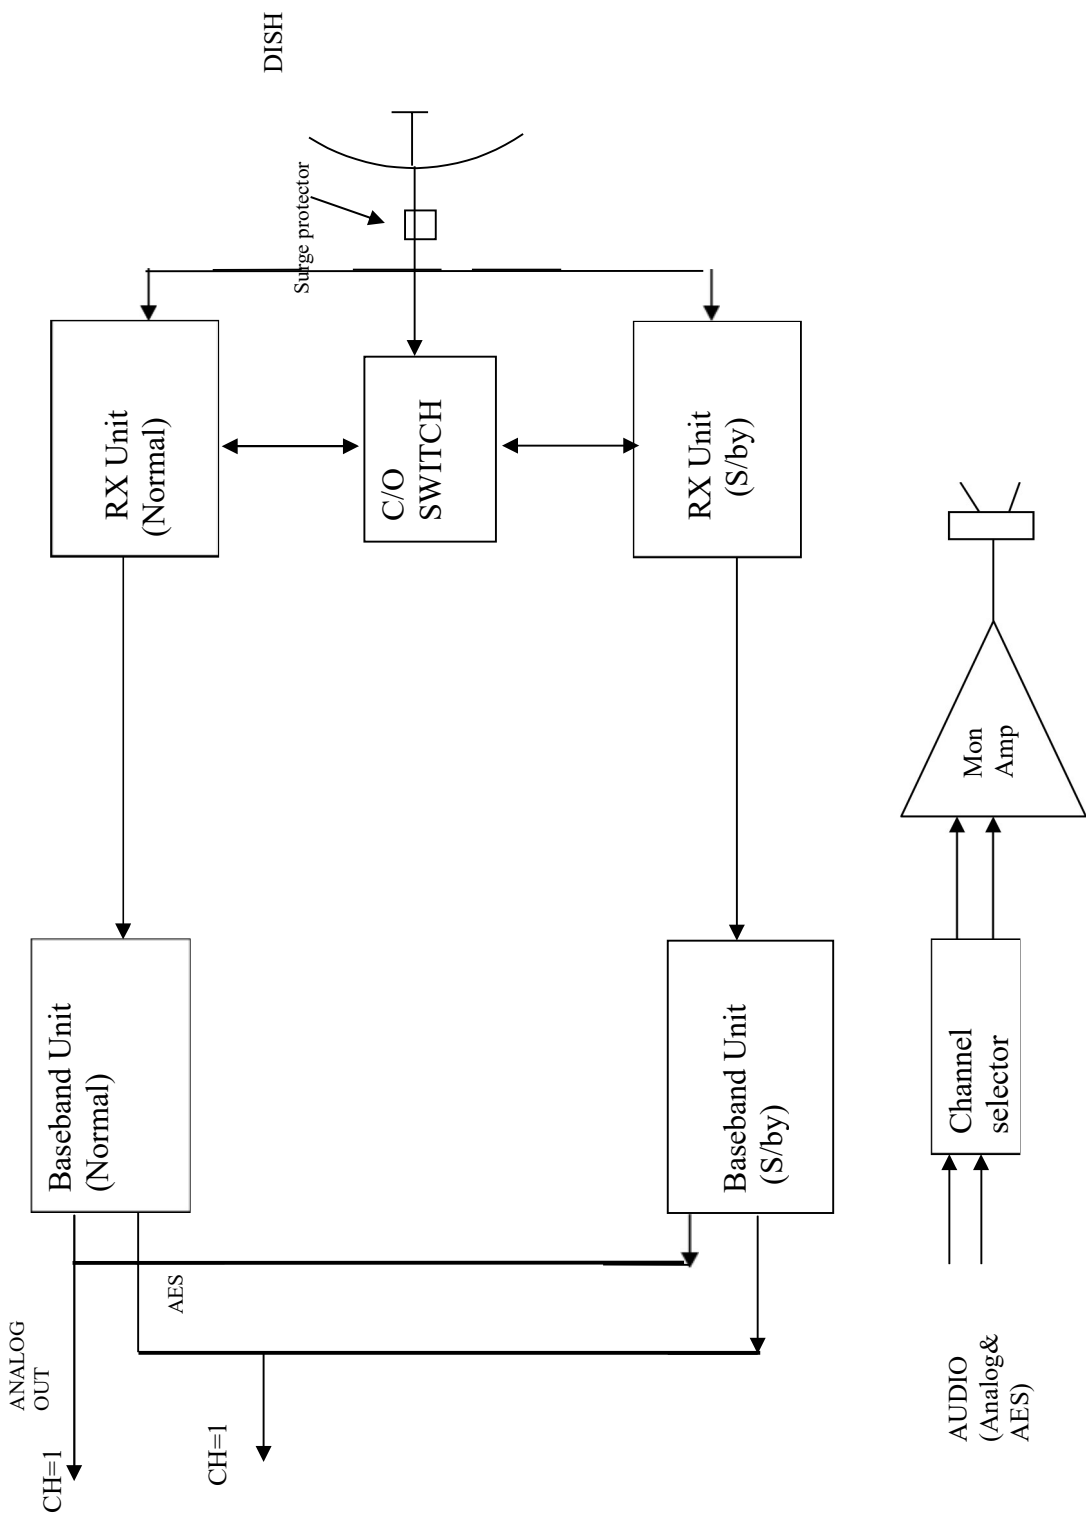 DISH
Surge protector
RX Unit
(Normal)
C/O
SWITCH
RX Unit
(S/by)
Baseband Unit
(Normal)
Baseband Unit
(S/by)
ANALOG
OUT
AES
CH=1
CH=1
Mon
Amp
Channel
selector
AUDIO
(Analog&
AES)